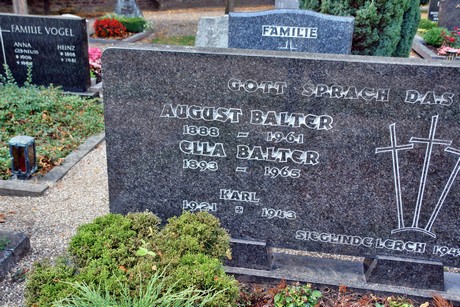 FAMILIE VOGEL
ANNA HEINZ
FAMILIE
GOTT SPRACH DAS
AUGUST BALTER
1888 – 1961
ELLA BALTER
1893 – 1965
KARL
1921 1943
SIEGLINDE LERCH